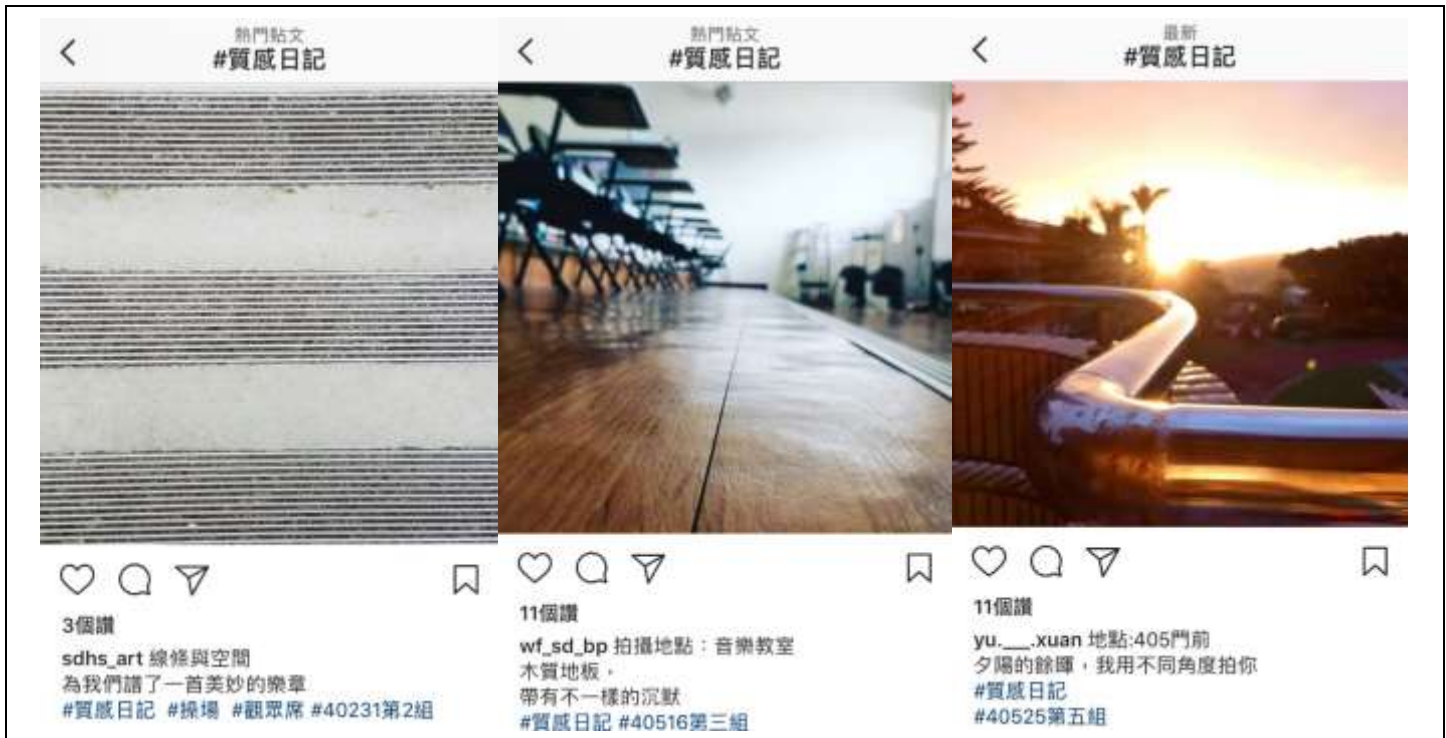 熱門貼文
#質感日記
3個讚
sdhs_art 線條與空間
為我們譜了一首美妙的樂章
#質感日記 #操場 #觀眾席 #40231第2組
熱門貼文
#質感日記
11個讚
wf_sd_bp 拍攝地點：音樂教室
木質地板，
帶有不一樣的沉默
#質感日記 #40516第三組
最新
#質感日記
11個讚
yu.___.xuan 地點:405門前
夕陽的餘暉，我用不同角度拍你
#質感日記
#40525第五組